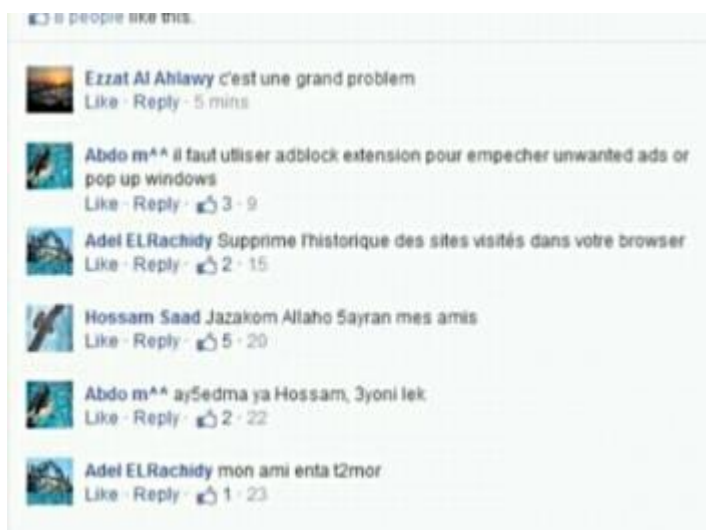 8 people like this.
Ezzat Al Ahlawy c'est une grand problem
Like · Reply · 5 mins
Abdo m^^ il faut utliser adblock extension pour empecher unwanted ads or
pop up windows
Like · Reply · 3 · 9
Adel ELRachidy Supprime l'historique des sites visités dans votre browser
Like · Reply · 2 · 15
Hossam Saad Jazakom Allaho 5ayran mes amis
Like · Reply · 5 · 20
Abdo m^^ ay5edma ya Hossam, 3yoni lek
Like · Reply · 2 · 22
Adel ELRachidy mon ami enta t2mor
Like · Reply · 1 · 23